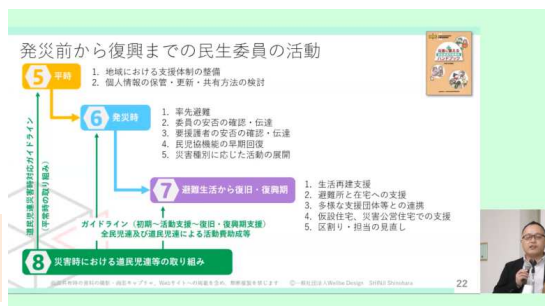 発災前から復興までの民生委員の活動
5 平時
1. 地域における支援体制の整備
2. 個人情報の保管・更新・共有方法の検討
6 発災時
1. 率先避難
2. 委員の安否の確認・伝達
3. 要援護者の安否の確認・伝達
4. 民児協機能の早期回復
5. 災害種別に応じた活動の展開
7 避難生活から復旧・復興期
1. 生活再建支援
2. 避難所と在宅への支援
3. 多様な支援団体等との連携
4. 仮設住宅、災害公営住宅での支援
5. 区割り・担当の見直し
道民児連災害時対応ガイドライン
平常時の取り組み
ガイドライン（初期～活動支援～復旧・復興期支援）
全民児連及び道民児連による活動費助成等
8 災害時における道民児連等の取り組み
22